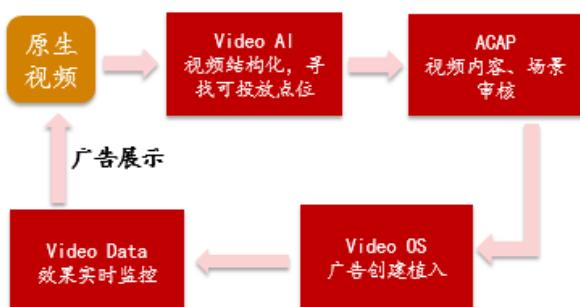 原生
视频
Video AI
视频结构化，寻
找可投放点位
ACAP
视频内容、场景
审核
广告展示
Video Data
效果实时监控
Video OS
广告创建植入